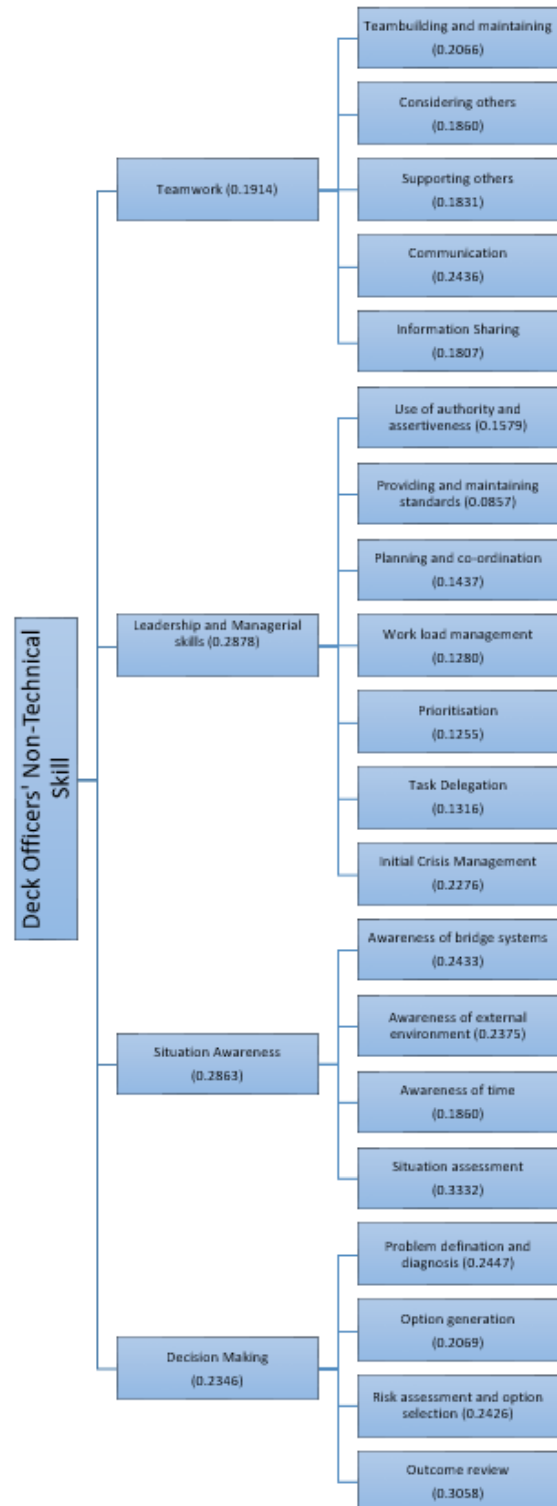 Deck Officers' Non-Technical
Skill
Teamwork (0.1914)
Teambuilding and maintaining
(0.2066)
Considering others
(0.1860)
Supporting others
(0.1831)
Communication
(0.2436)
Information Sharing
(0.1807)
Leadership and Managerial
skills (0.2878)
Use of authority and
assertiveness (0.1579)
Providing and maintaining
standards (0.0857)
Planning and co-ordination
(0.1437)
Work load management
(0.1280)
Prioritisation
(0.1255)
Task Delegation
(0.1316)
Initial Crisis Management
(0.2276)
Situation Awareness
(0.2863)
Awareness of bridge systems
(0.2433)
Awareness of external
environment (0.2375)
Awareness of time
(0.1860)
Situation assessment
(0.3332)
Decision Making
(0.2346)
Problem defination and
diagnosis (0.2447)
Option generation
(0.2069)
Risk assessment and option
selection (0.2426)
Outcome review
(0.3058)